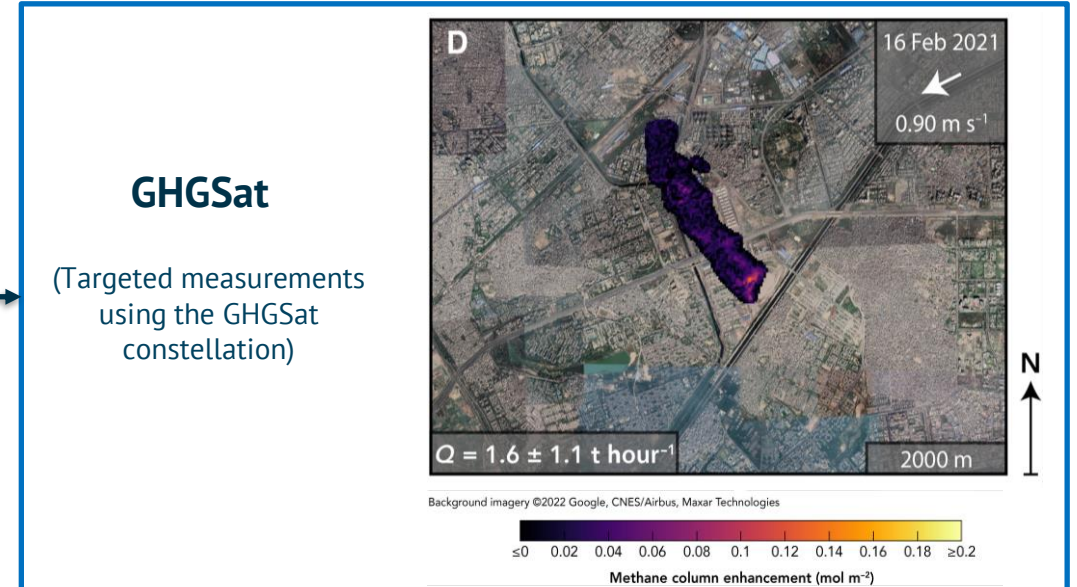 GHGSat
(Targeted measurements
using the GHGSat
constellation)
D
16 Feb 2021
0.90 m s⁻¹
N
Q = 1.6 ± 1.1 t hour⁻¹
2000 m
Background imagery ©2022 Google, CNES/Airbus, Maxar Technologies
≤0 0.02 0.04 0.06 0.08 0.1 0.12 0.14 0.16 0.18 ≥0.2
Methane column enhancement (mol m⁻²)